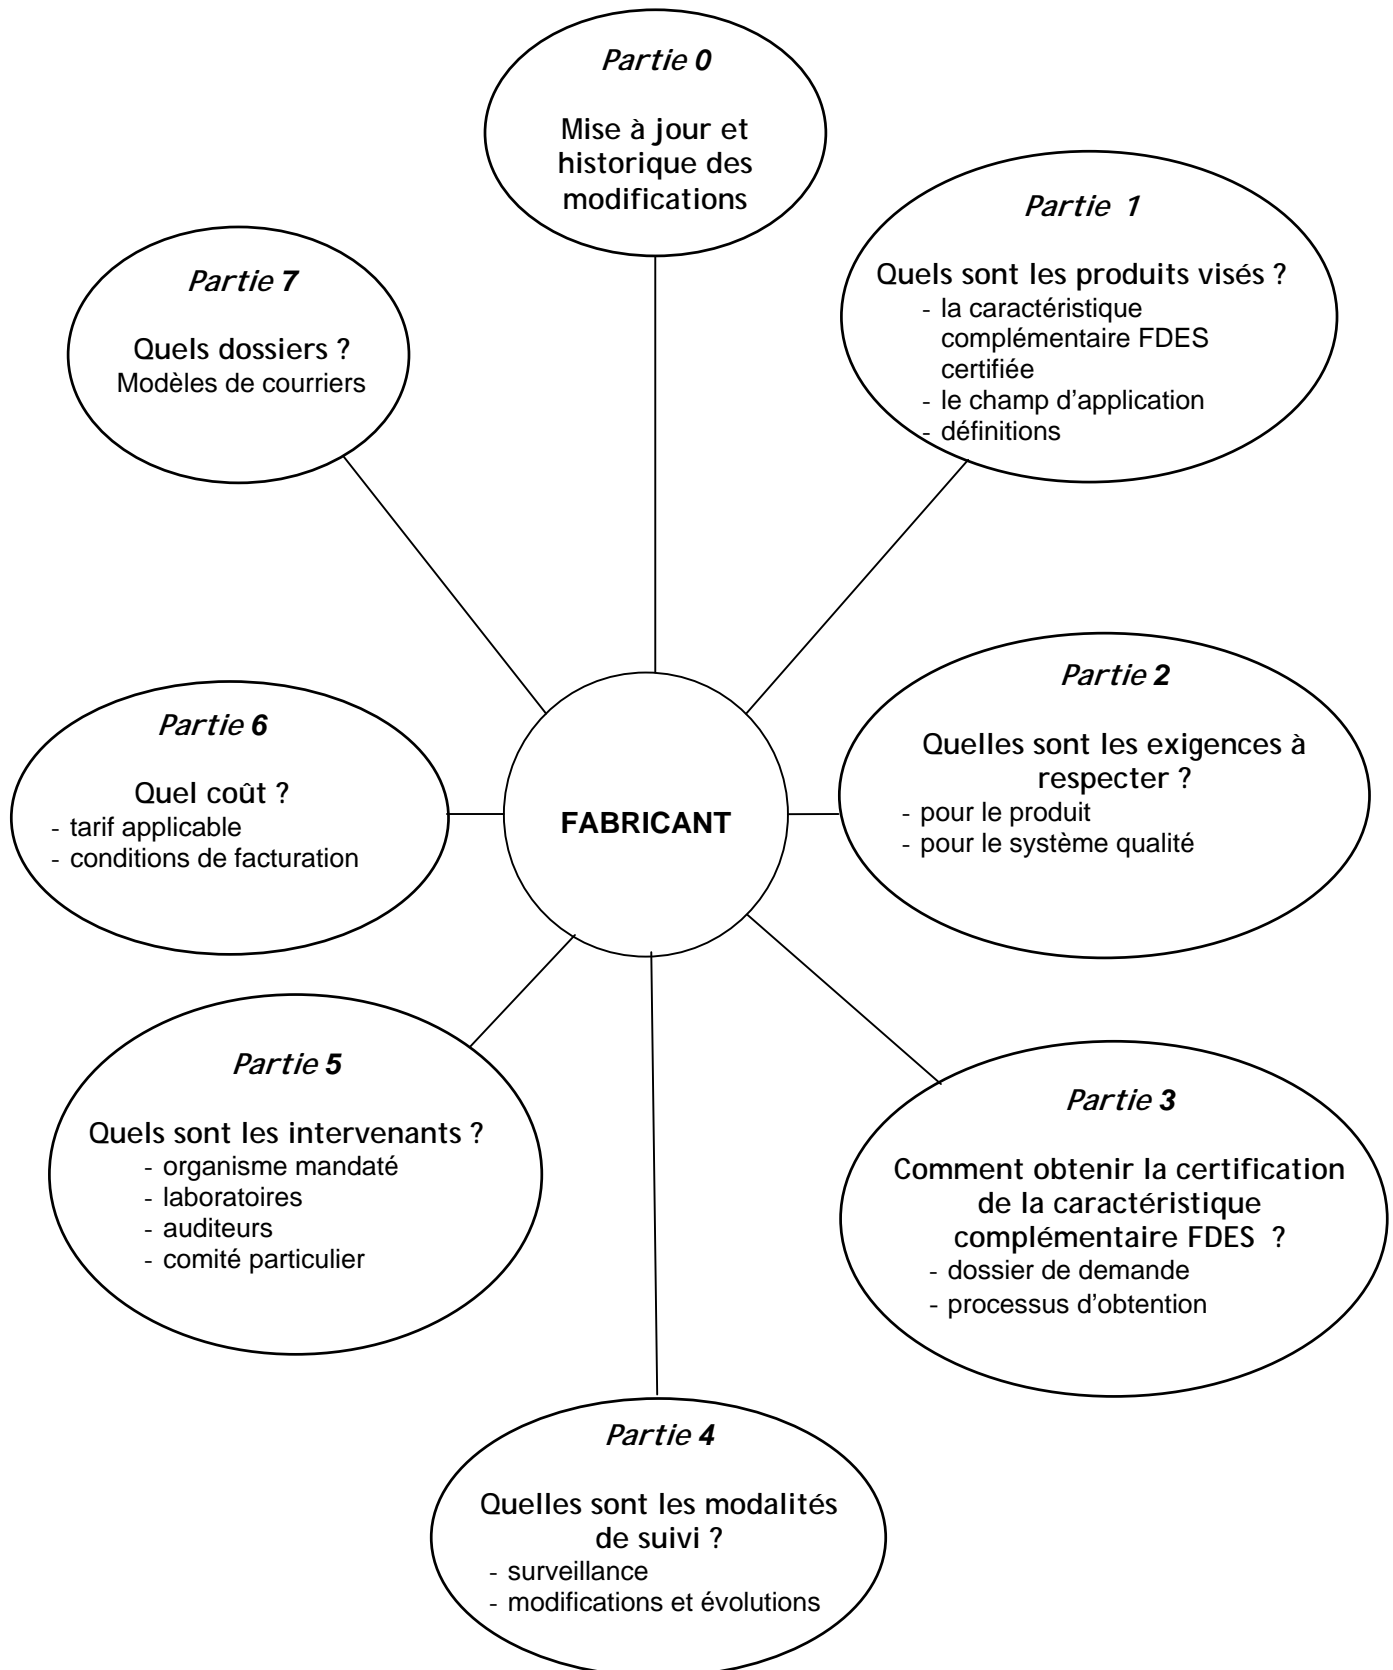 Partie 0
Mise à jour et
historique des
modifications
Partie 1
Quels sont les produits visés ?
- la caractéristique
complémentaire FDES
certifiée
- le champ d'application
- définitions
Partie 7
Quels dossiers ?
Modèles de courriers
Partie 2
Quelles sont les exigences à
respecter ?
- pour le produit
- pour le système qualité
Partie 6
Quel coût ?
- tarif applicable
- conditions de facturation
FABRICANT
Partie 5
Quels sont les intervenants ?
- organisme mandaté
- laboratoires
- auditeurs
- comité particulier
Partie 3
Comment obtenir la certification
de la caractéristique
complémentaire FDES ?
- dossier de demande
- processus d'obtention
Partie 4
Quelles sont les modalités
de suivi ?
- surveillance
- modifications et évolutions